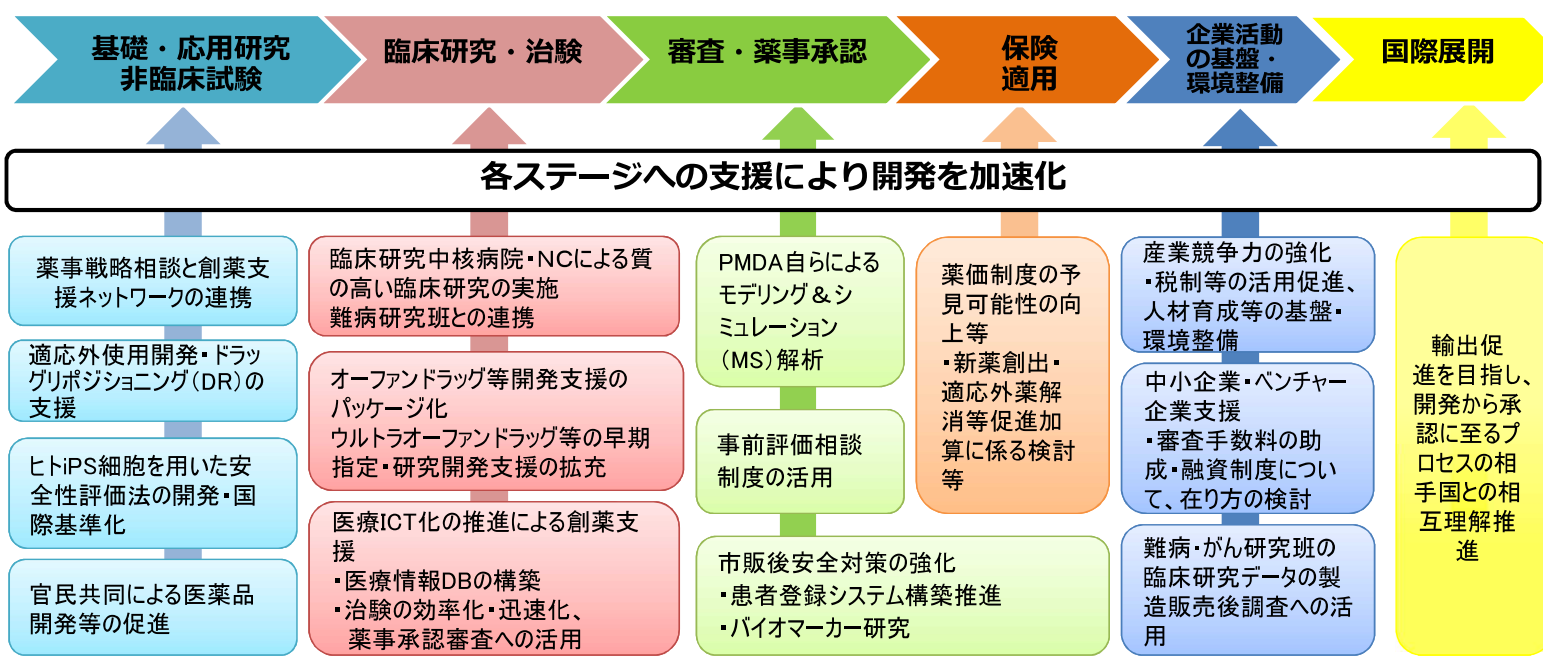 基礎・応用研究
非臨床試験
臨床研究・治験
審査・薬事承認
保険
適用
企業活動
の基盤・
環境整備
国際展開
各ステージへの支援により開発を加速化
薬事戦略相談と創薬支
援ネットワークの連携
適応外使用開発・ドラッ
グリポジショニング(DR)の
支援
ヒトiPS細胞を用いた安
全性評価法の開発・国
際基準化
官民共同による医薬品
開発等の促進
臨床研究中核病院・NCによる質
の高い臨床研究の実施
難病研究班との連携
オーファンドラッグ等開発支援の
パッケージ化
ウルトラオーファンドラッグ等の早期
指定・研究開発支援の拡充
医療ICT化の推進による創薬支
援
・医療情報DBの構築
・治験の効率化・迅速化、
薬事承認審査への活用
PMDA自らによる
モデリング&シ
ミュレーション
(MS)解析
事前評価相談
制度の活用
市販後安全対策の強化
・患者登録システム構築推進
・バイオマーカー研究
薬価制度の予
見可能性の向
上等
・新薬創出・
適応外薬解
消等促進加
算に係る検討
等
産業競争力の強化
・税制等の活用促進、
人材育成等の基盤・
環境整備
中小企業・ベンチャー
企業支援
・審査手数料の助
成・融資制度につい
て、在り方の検討
難病・がん研究班の
臨床研究データの製
造販売後調査への活
用
輸出促
進を目指し、
開発から承
認に至るプ
ロセスの相
手国との相
互理解推
進